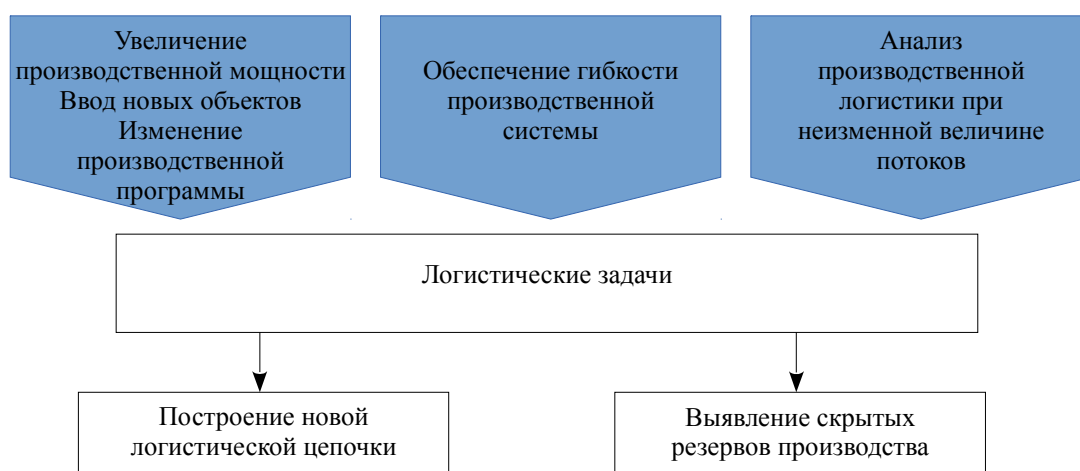 Увеличение
производственной мощности
Ввод новых объектов
Изменение
производственной
программы
Обеспечение гибкости
производственной
системы
Анализ
производственной
логистики при
неизменной величине
потоков
Логистические задачи
Построение новой
логистической цепочки
Выявление скрытых
резервов производства